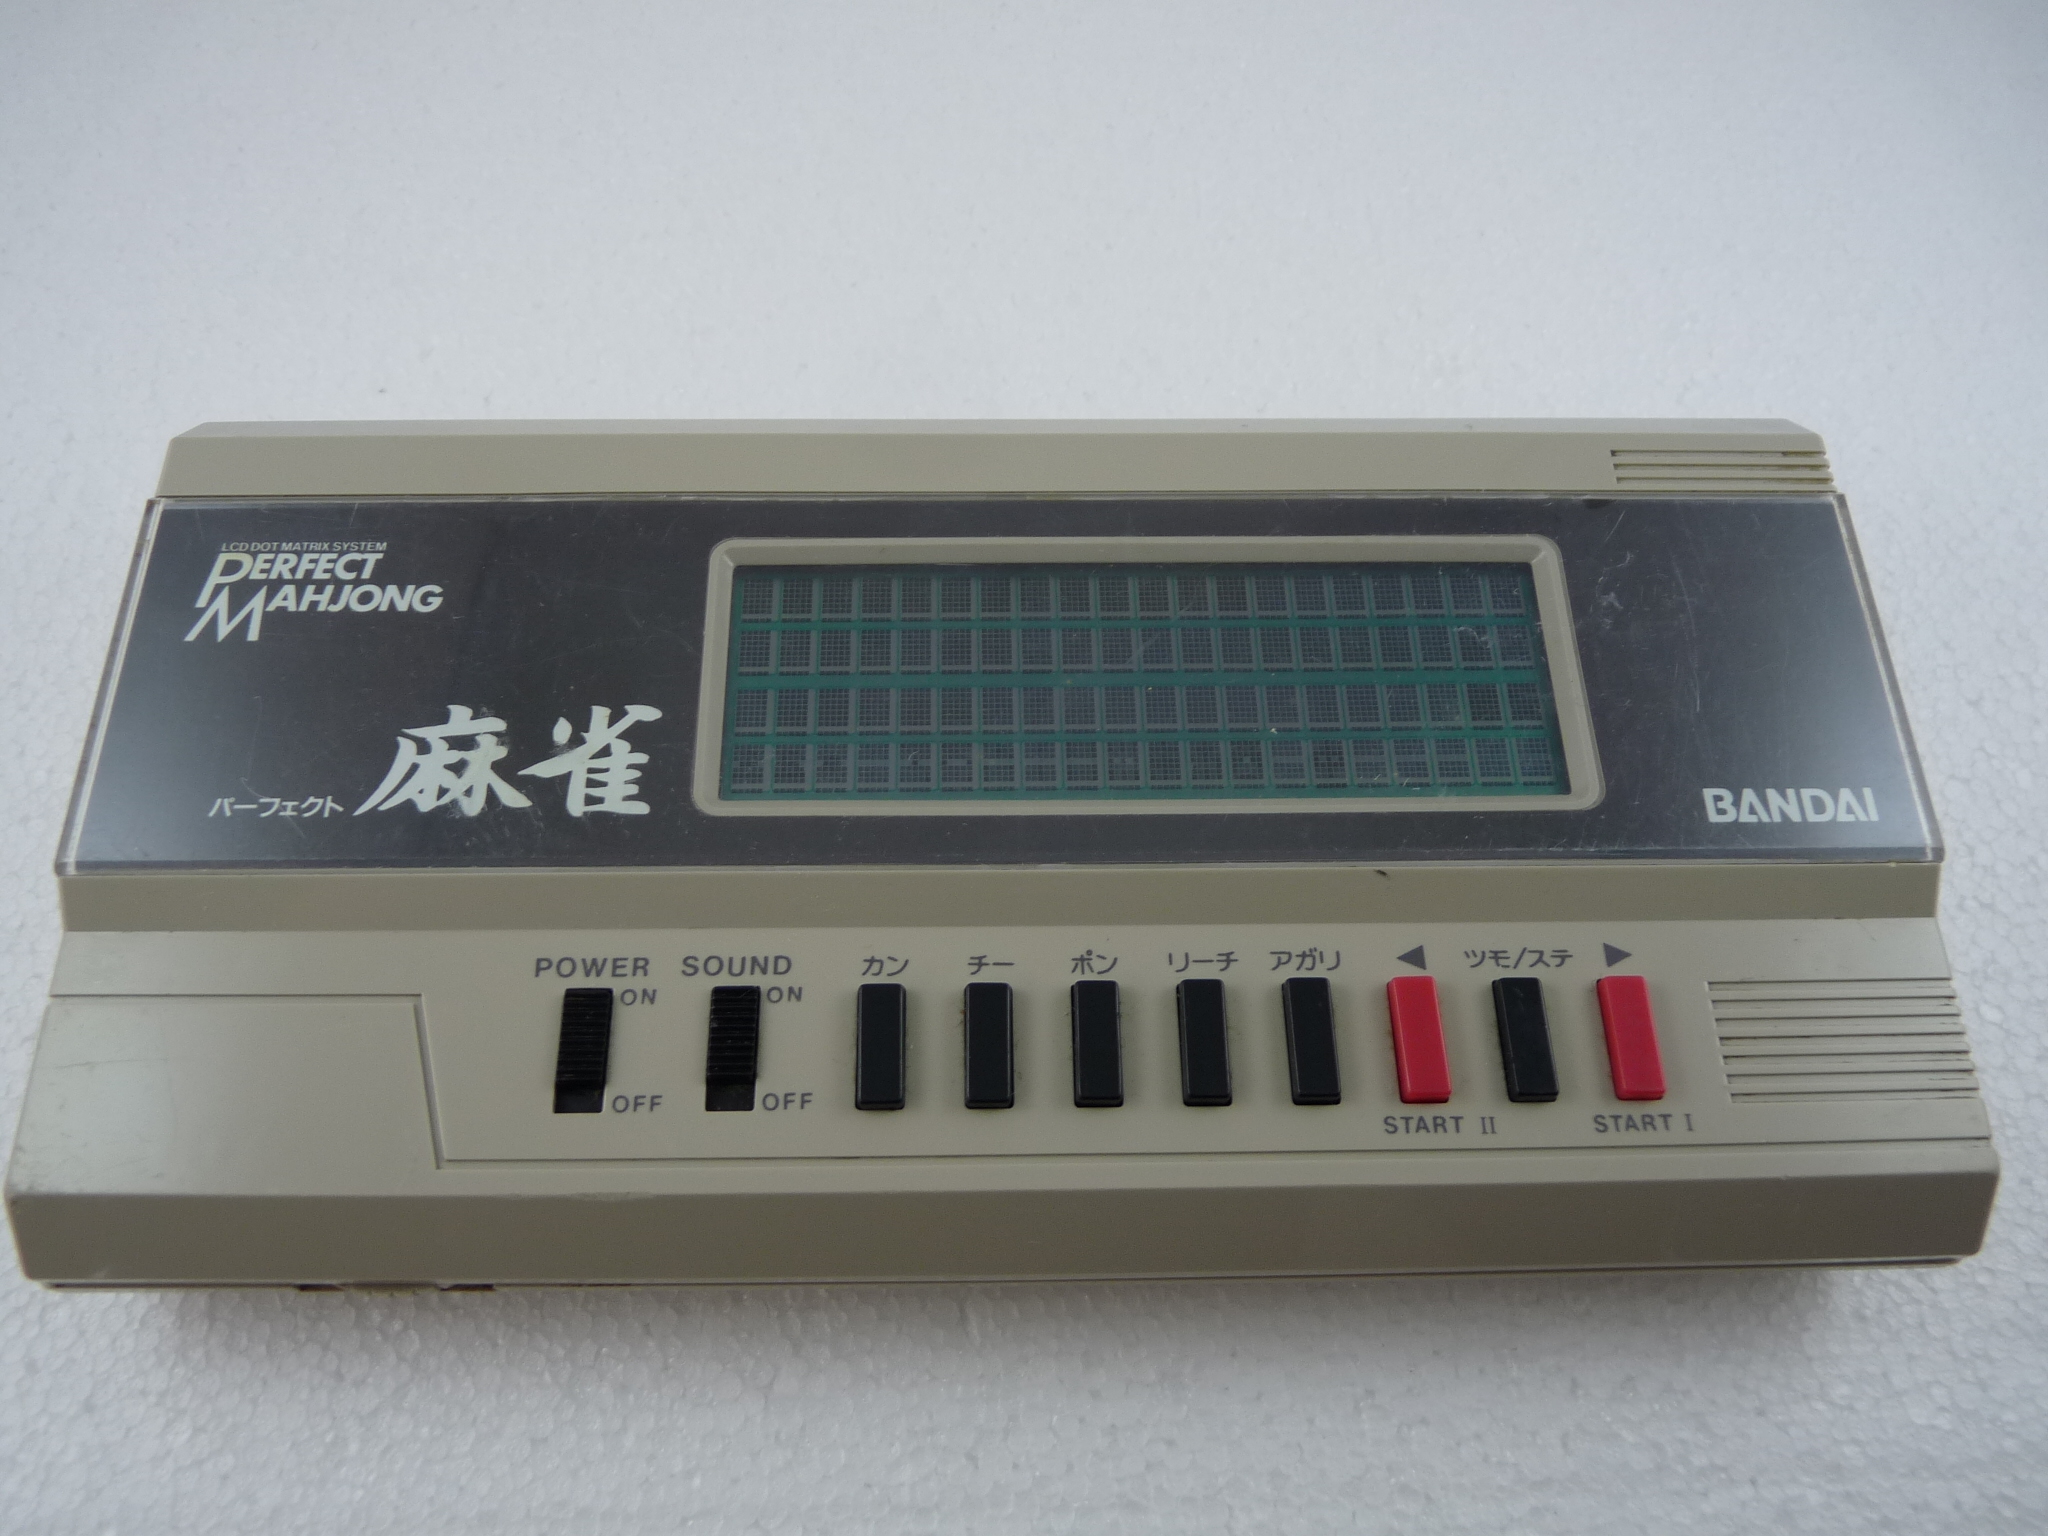 LCD DOT MATRIX SYSTEM
PERFECT
MAHJONG
パーフェクト 麻雀
BANDAI
POWER SOUND カン チー ポン リーチ アガリ ◀ ツモ/ステ ▶
ON ON
OFF OFF
START II START I